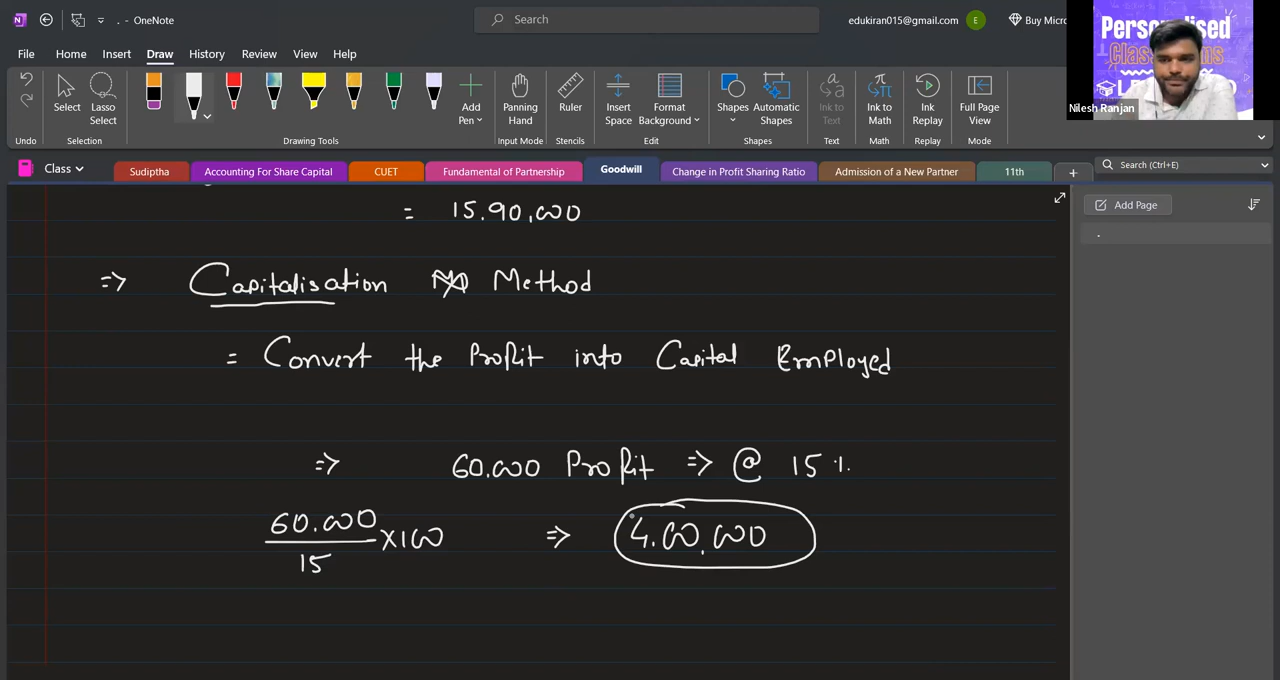 . - OneNote
Search
edukiran015@gmail.com
E
Buy Micro
File Home Insert Draw History Review View Help
Undo
Select
Lasso Select
Selection
Drawing Tools
Add Pen
Panning Hand
Input Mode
Ruler
Stencils
Insert Space
Format Background
Edit
Shapes
Automatic Shapes
Shapes
Ink to Text
Ink to Math
Math
Ink Replay
Replay
Full Page View
Mode
Personalised
Nilesh Ranjan
Class
Sudiptha
Accounting For Share Capital
CUET
Fundamental of Partnership
Goodwill
Change in Profit Sharing Ratio
Admission of a New Partner
11th
+
Search (Ctrl+E)
Add Page
.
= 15.90,000
=> Capitalisation Method
= Convert the Profit into Capital Employed
=> 60.000 Profit => @ 15 %
60.000
15
×100 => 4.00,000